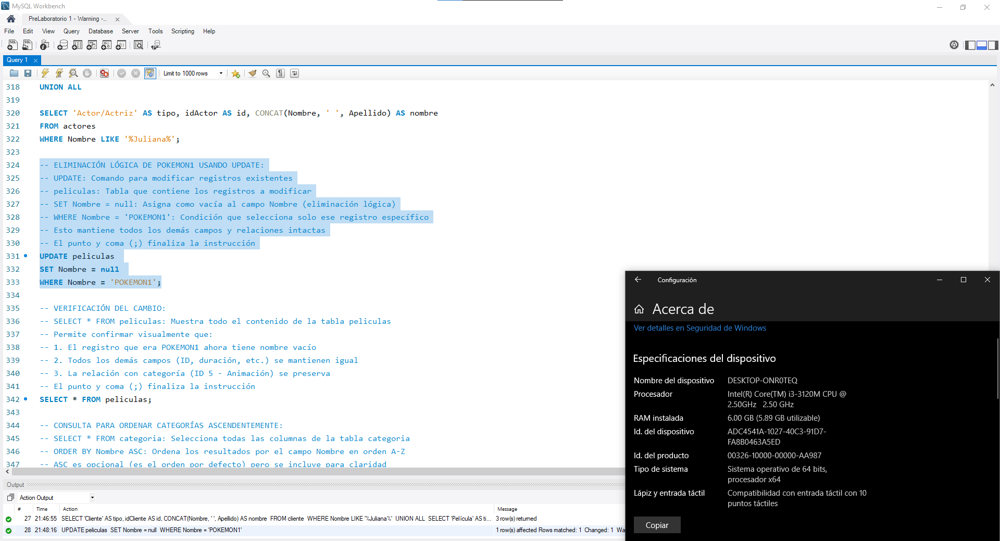 MySQL Workbench
PreLaboratorio 1 - Warning -...
File Edit View Query Database Server Tools Scripting Help
Query 1
Limit to 1000 rows
318 UNION ALL
319
320 SELECT 'Actor/Actriz' AS tipo, idActor AS id, CONCAT(Nombre, ' ', Apellido) AS nombre
321 FROM actores
322 WHERE Nombre LIKE '%Juliana%';
323
324 -- ELIMINACIÓN LÓGICA DE POKEMON1 USANDO UPDATE:
325 -- UPDATE: Comando para modificar registros existentes
326 -- peliculas: Tabla que contiene los registros a modificar
327 -- SET Nombre = null: Asigna como vacía al campo Nombre (eliminación lógica)
328 -- WHERE Nombre = 'POKEMON1': Condición que selecciona solo ese registro específico
329 -- Esto mantiene todos los demás campos y relaciones intactas
330 -- El punto y coma (;) finaliza la instrucción
331 UPDATE peliculas
332 SET Nombre = null
333 WHERE Nombre = 'POKEMON1';
334
335 -- VERIFICACIÓN DEL CAMBIO:
336 -- SELECT * FROM peliculas: Muestra todo el contenido de la tabla peliculas
337 -- Permite confirmar visualmente que:
338 -- 1. El registro que era POKEMON1 ahora tiene nombre vacío
339 -- 2. Todos los demás campos (ID, duración, etc.) se mantienen igual
340 -- 3. La relación con categoría (ID 5 - Animación) se preserva
341 -- El punto y coma (;) finaliza la instrucción
342 SELECT * FROM peliculas;
343
344 -- CONSULTA PARA ORDENAR CATEGORÍAS ASCENDENTEMENTE:
345 -- SELECT * FROM categoria: Selecciona todas las columnas de la tabla categoria
346 -- ORDER BY Nombre ASC: Ordena los resultados por el campo Nombre en orden A-Z
347 -- ASC es opcional (es el orden por defecto) pero se incluye para claridad
Output
Action Output
# Time Action Message
27 21:46:55 SELECT 'Cliente' AS tipo, idCliente AS id, CONCAT(Nombre, ' ', Apellido) AS nombre FROM cliente WHERE Nombre LIKE '%Juliana%' UNION ALL SELECT 'Película' AS ti... 3 row(s) returned
28 21:48:16 UPDATE peliculas SET Nombre = null WHERE Nombre = 'POKEMON1' 1 row(s) affected Rows matched: 1 Changed: 1 Wa
Configuración
Acerca de
Ver detalles en Seguridad de Windows
Especificaciones del dispositivo
Nombre del dispositivo DESKTOP-ONR0TEQ
Procesador Intel(R) Core(TM) i3-3120M CPU @
2.50GHz 2.50 GHz
RAM instalada 6.00 GB (5.89 GB utilizable)
Id. del dispositivo ADC4541A-1027-40C3-91D7-
FA8B0463A5ED
Id. del producto 00326-10000-00000-AA987
Tipo de sistema Sistema operativo de 64 bits,
procesador x64
Lápiz y entrada táctil Compatibilidad con entrada táctil con 10
puntos táctiles
Copiar